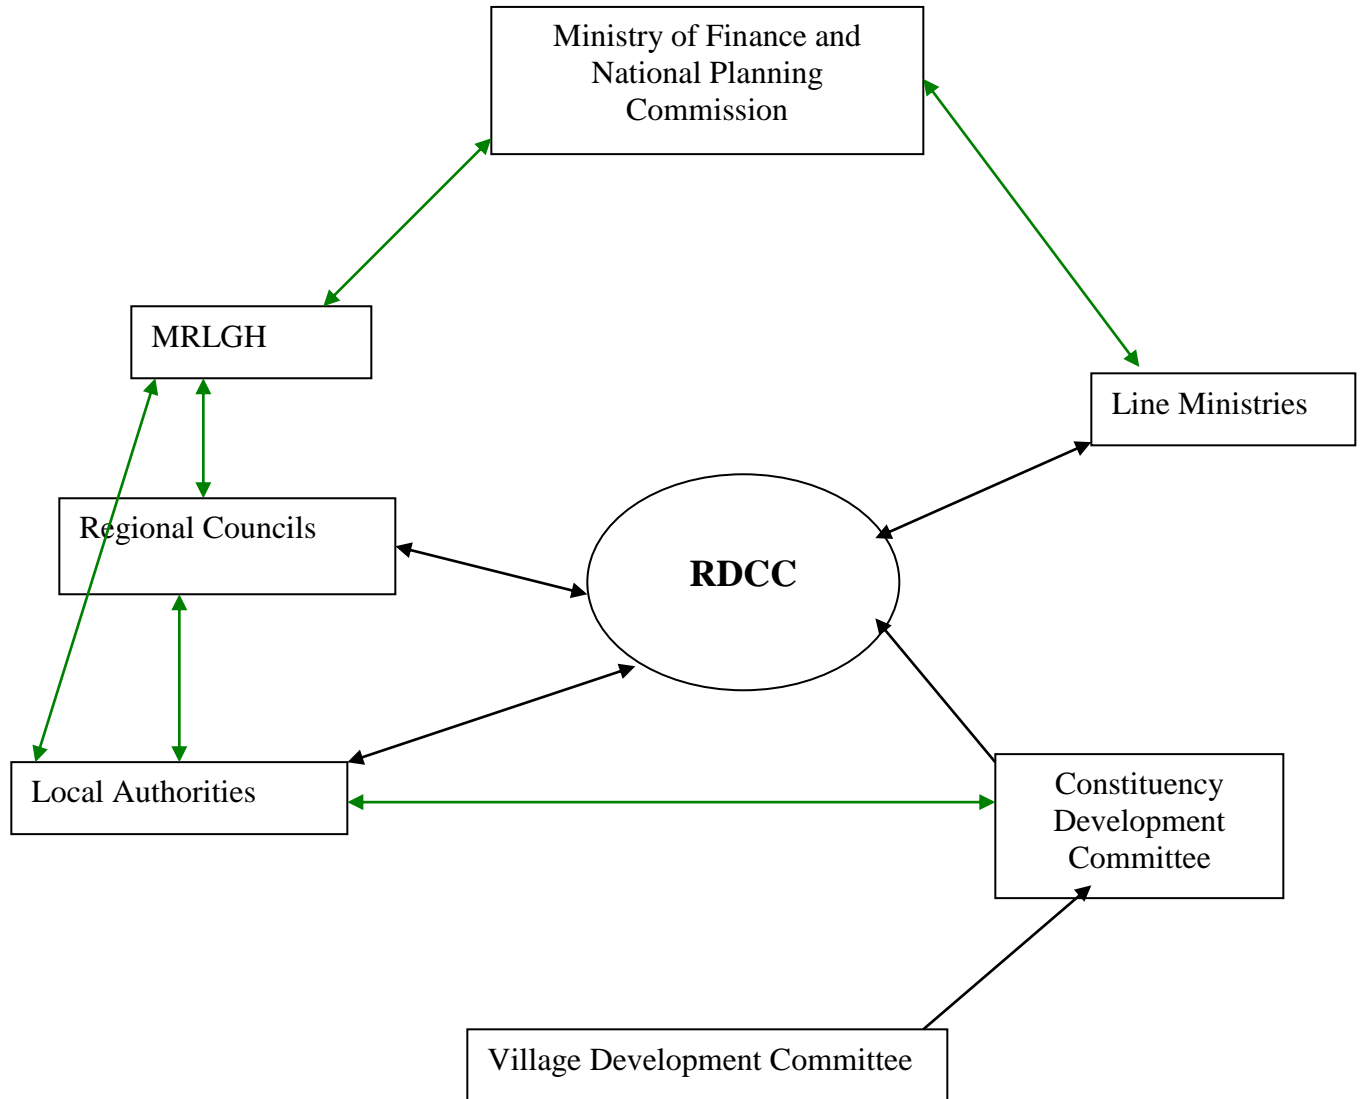 Ministry of Finance and
National Planning
Commission
MRLGH
Line Ministries
Regional Councils
RDCC
Local Authorities
Constituency
Development
Committee
Village Development Committee